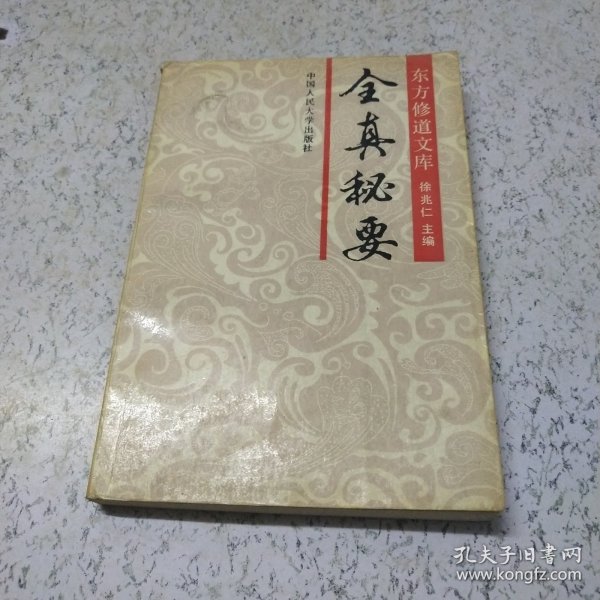 东方修道文库
徐兆仁 主编
全真秘要
中国人民大学出版社
孔夫子旧书网
www.kongfz.com